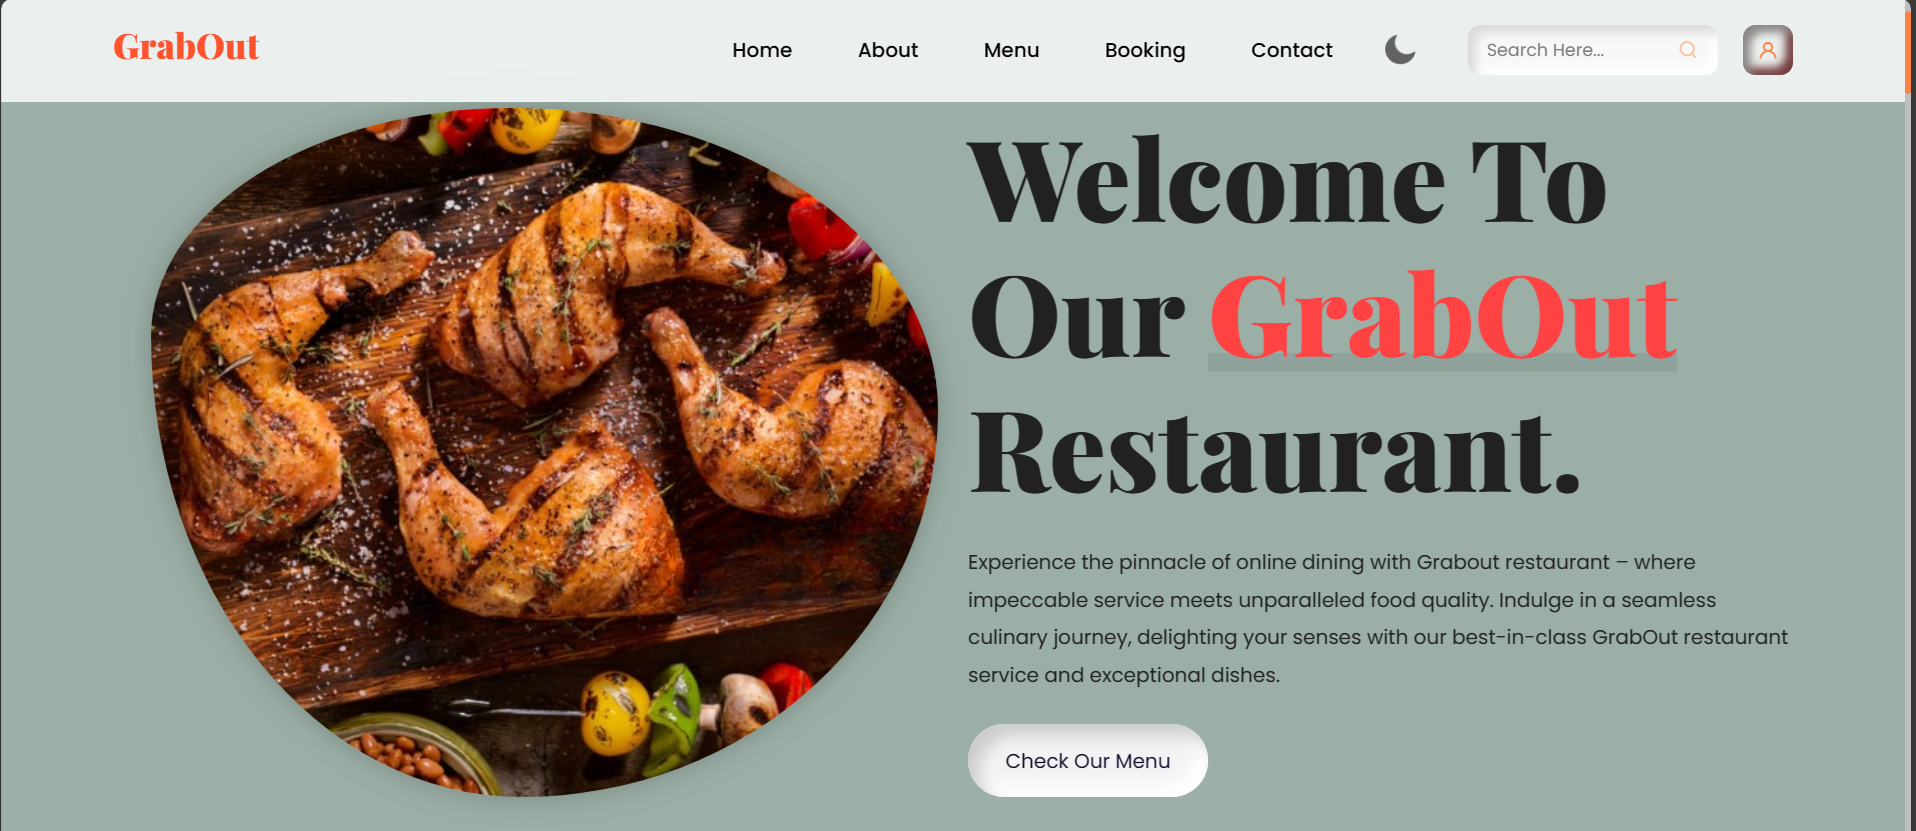 GrabOut
Home
About
Menu
Booking
Contact
Search Here...
Welcome To
Our GrabOut
Restaurant.
Experience the pinnacle of online dining with Grabout restaurant – where
impeccable service meets unparalleled food quality. Indulge in a seamless
culinary journey, delighting your senses with our best-in-class GrabOut restaurant
service and exceptional dishes.
Check Our Menu